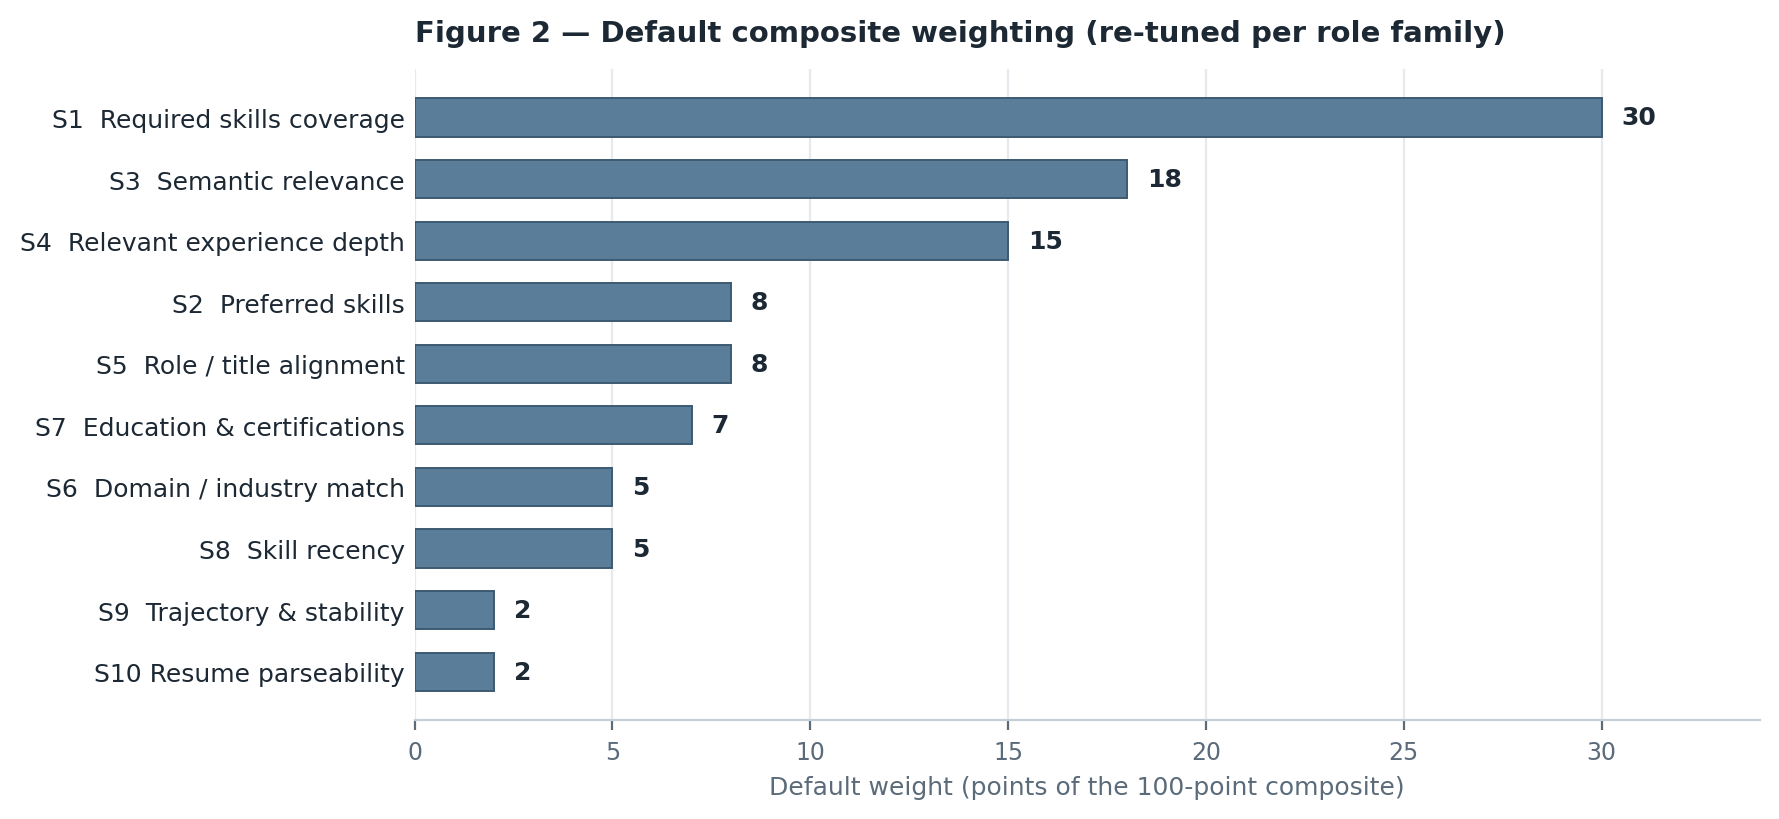 Figure 2 — Default composite weighting (re-tuned per role family)
S1 Required skills coverage 30
S3 Semantic relevance 18
S4 Relevant experience depth 15
S2 Preferred skills 8
S5 Role / title alignment 8
S7 Education & certifications 7
S6 Domain / industry match 5
S8 Skill recency 5
S9 Trajectory & stability 2
S10 Resume parseability 2
0 5 10 15 20 25 30
Default weight (points of the 100-point composite)